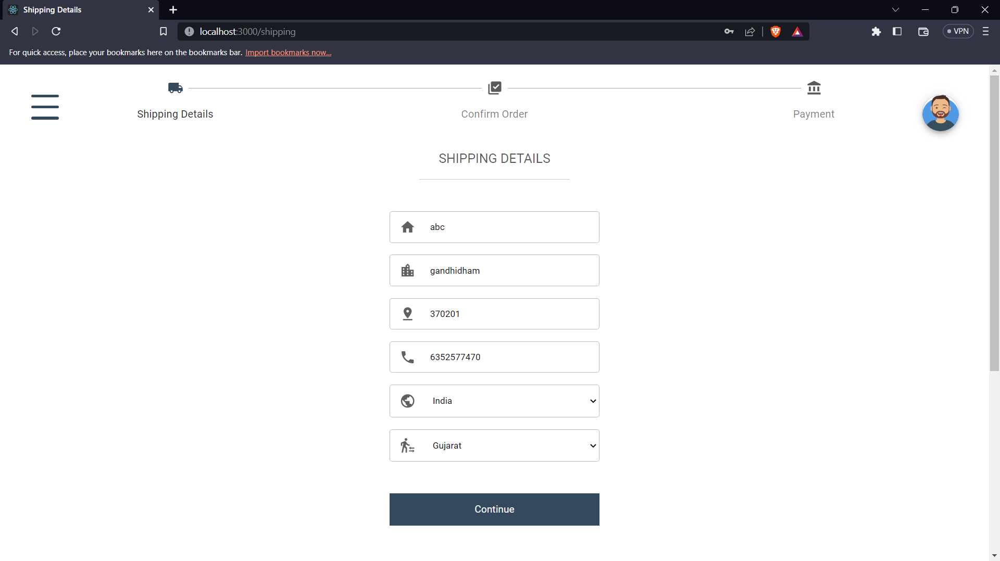 Shipping Details
localhost:3000/shipping
VPN
For quick access, place your bookmarks here on the bookmarks bar. Import bookmarks now...
Shipping Details
Confirm Order
Payment
SHIPPING DETAILS
abc
gandhidham
370201
6352577470
India
Gujarat
Continue